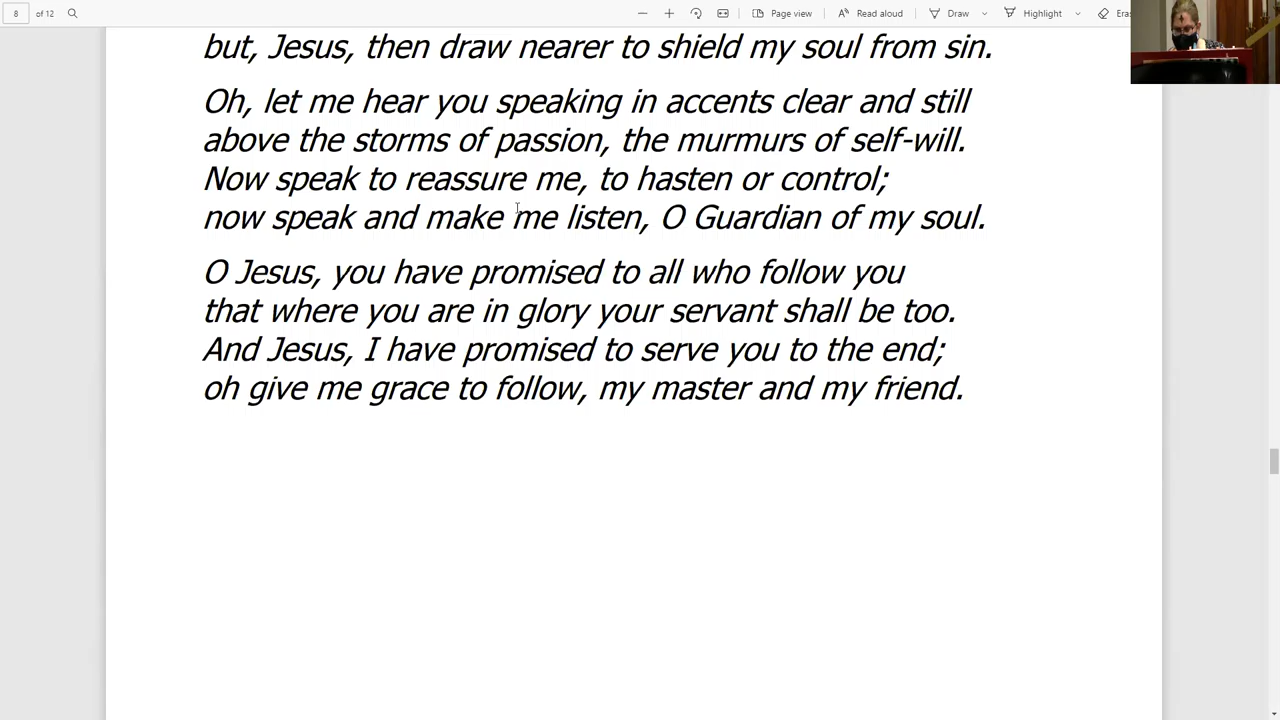 8 of 12 Page view Read aloud Draw Highlight Eras
but, Jesus, then draw nearer to shield my soul from sin.
Oh, let me hear you speaking in accents clear and still
above the storms of passion, the murmurs of self-will.
Now speak to reassure me, to hasten or control;
now speak and make me listen, O Guardian of my soul.
O Jesus, you have promised to all who follow you
that where you are in glory your servant shall be too.
And Jesus, I have promised to serve you to the end;
oh give me grace to follow, my master and my friend.